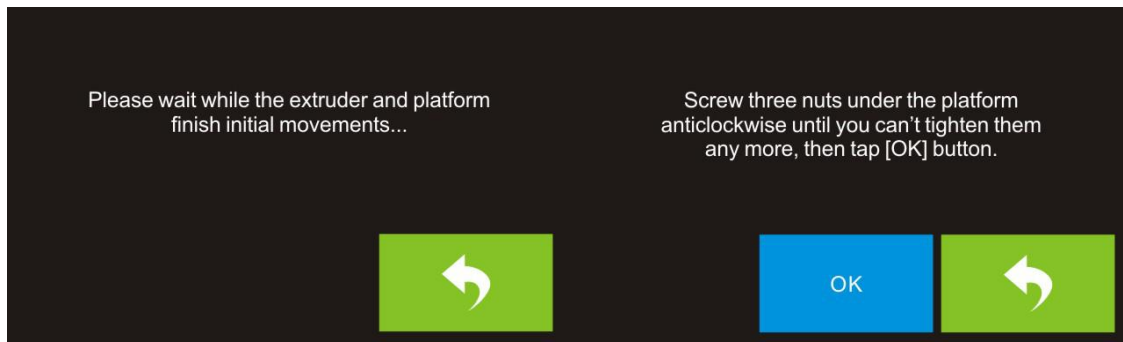 Please wait while the extruder and platform
finish initial movements...
Screw three nuts under the platform
anticlockwise until you can't tighten them
any more, then tap [OK] button.
OK